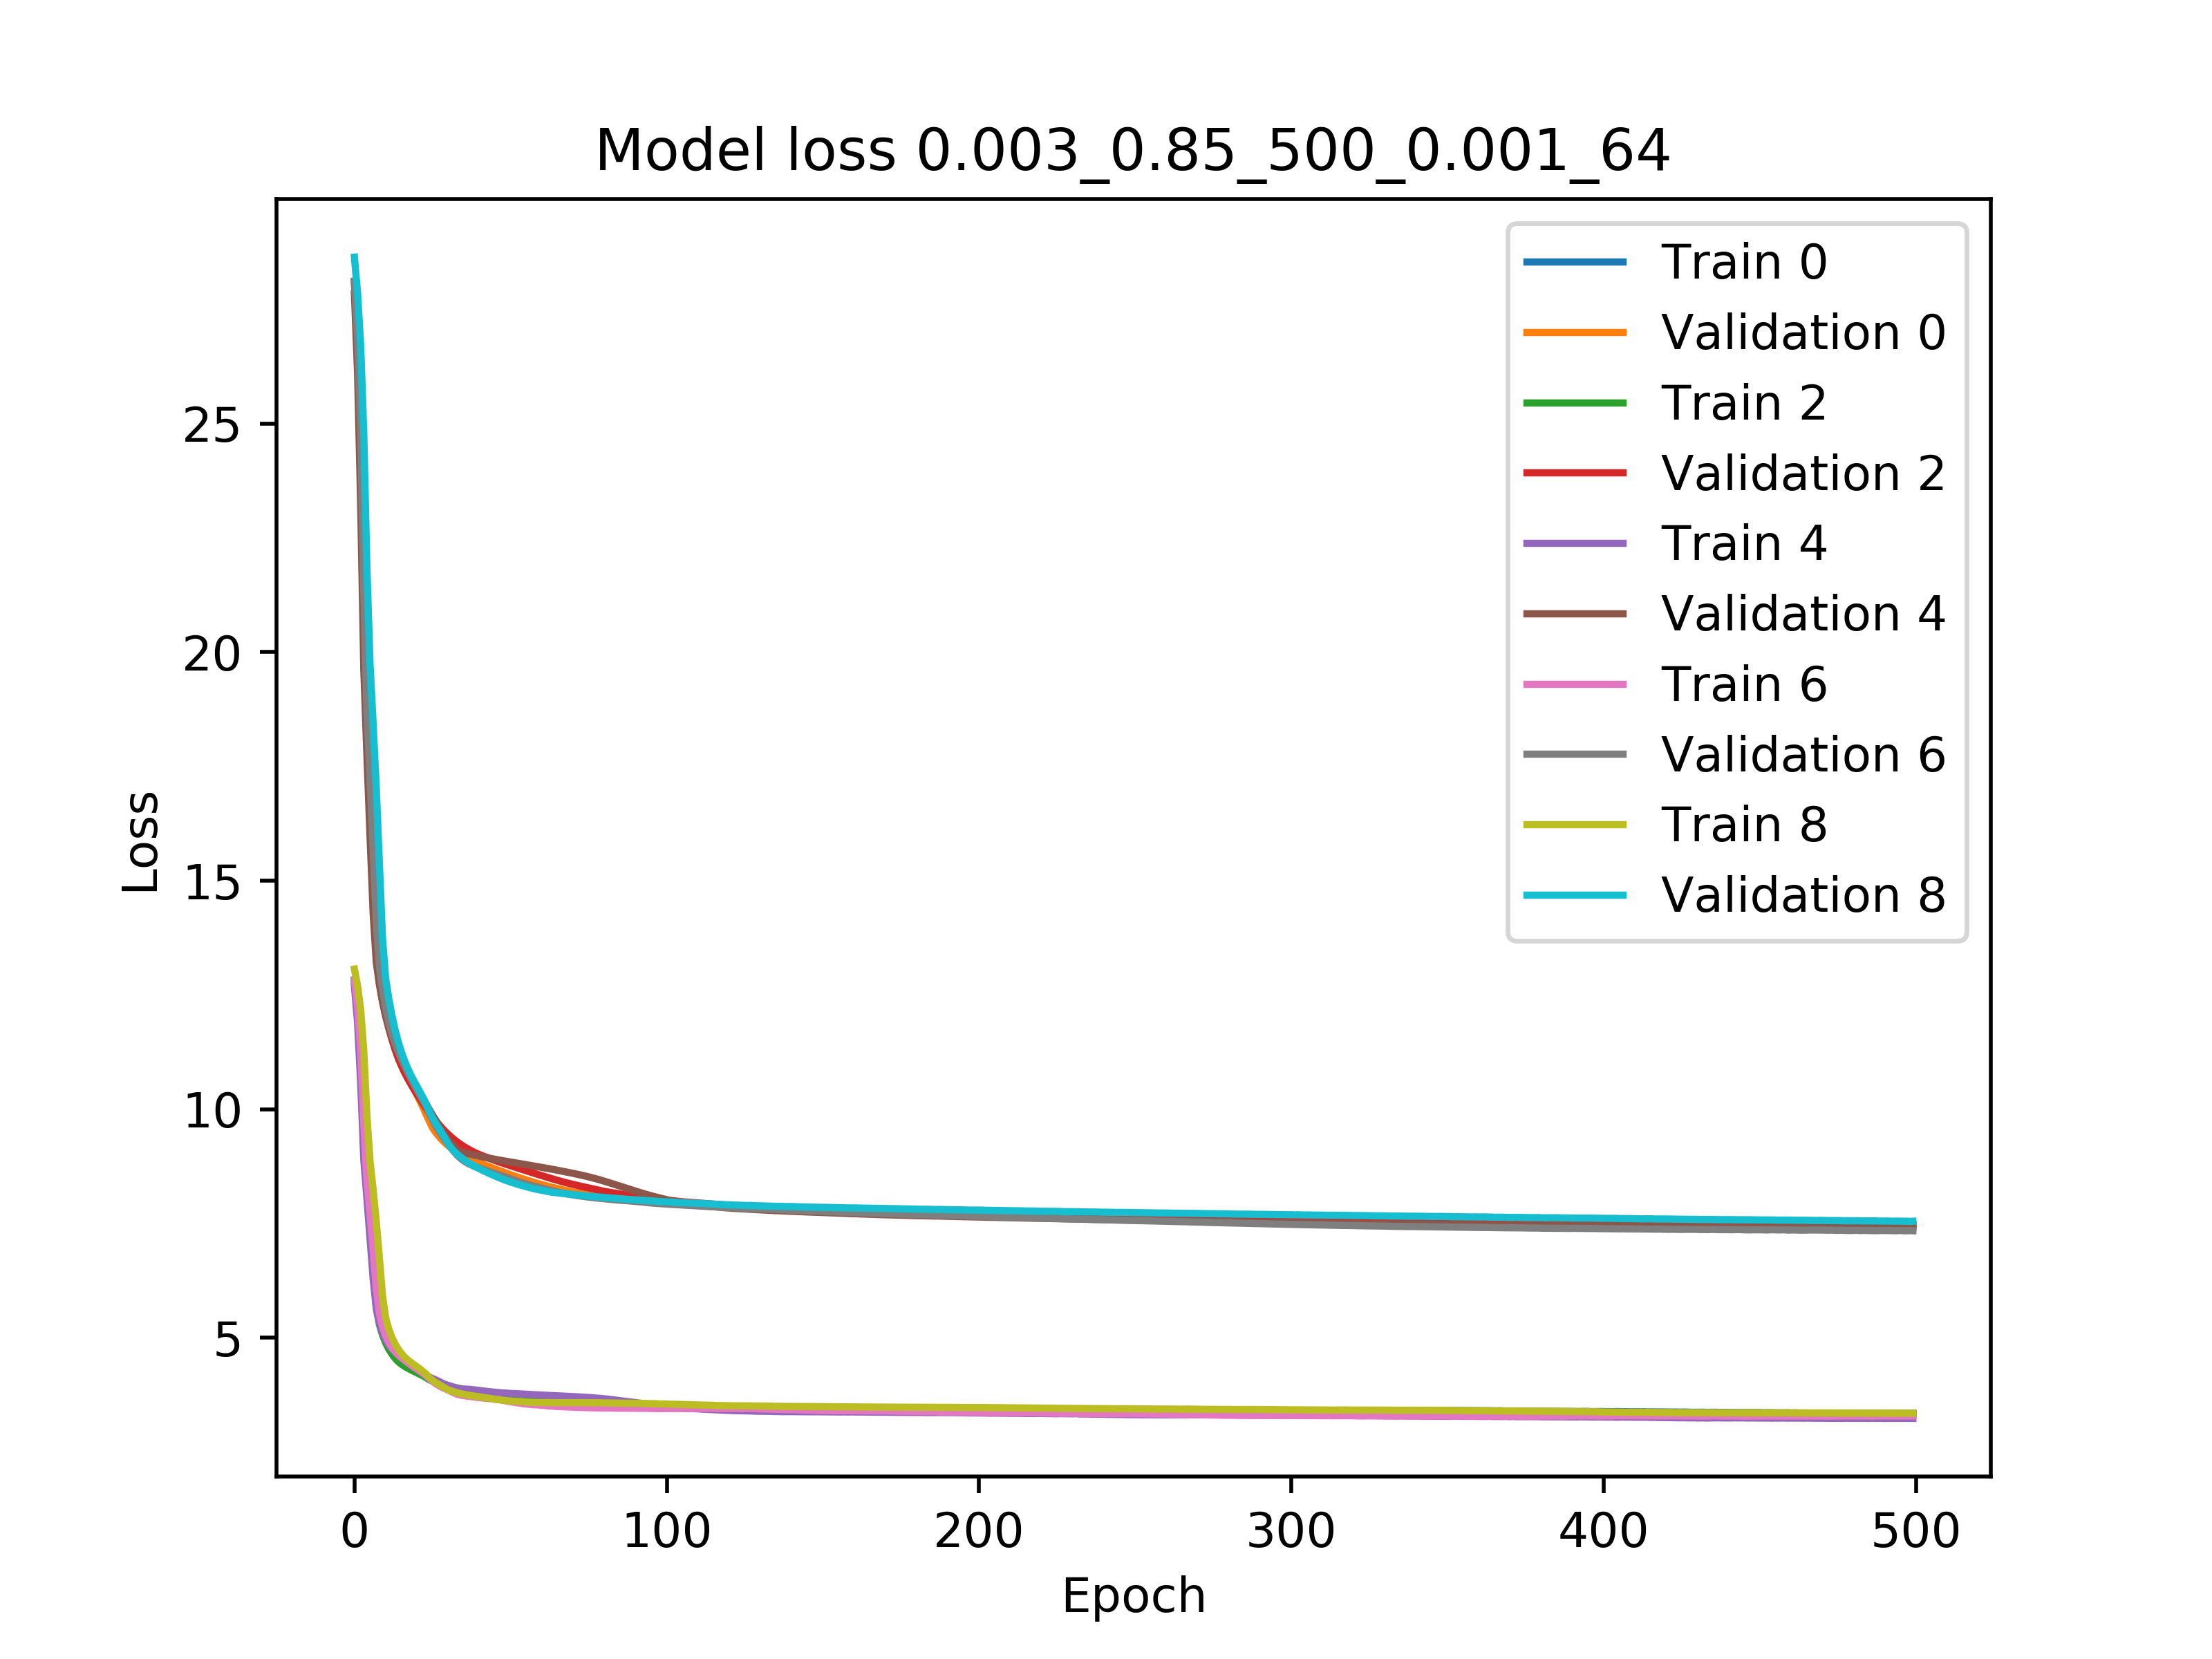 Model loss 0.003_0.85_500_0.001_64
Train 0
Validation 0
Train 2
Validation 2
Train 4
Validation 4
Train 6
Validation 6
Train 8
Validation 8
Loss
25
20
15
10
5
0 100 200 300 400 500
Epoch